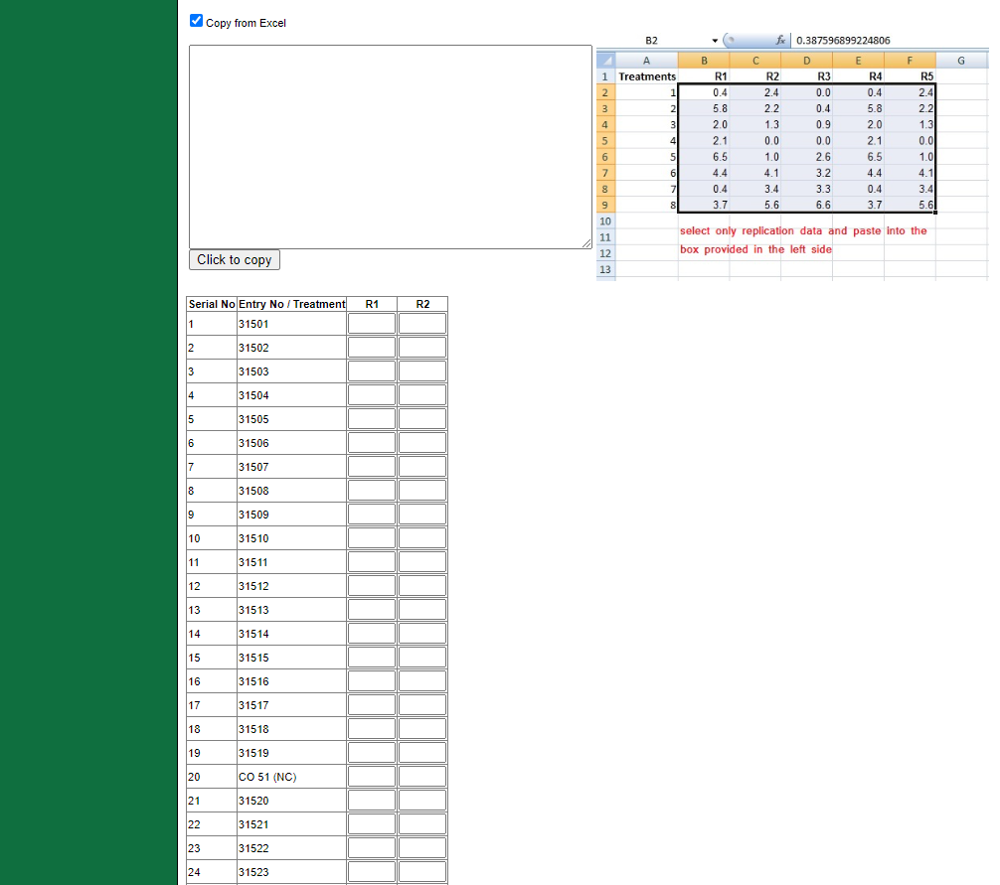 Copy from Excel
B2 fx 0.387596899224806
A B C D E F G
1 Treatments R1 R2 R3 R4 R5
2 1 0.4 2.4 0.0 0.4 2.4
3 2 5.8 2.2 0.4 5.8 2.2
4 3 2.0 1.3 0.9 2.0 1.3
5 4 2.1 0.0 0.0 2.1 0.0
6 5 6.5 1.0 2.6 6.5 1.0
7 6 4.4 4.1 3.2 4.4 4.1
8 7 0.4 3.4 3.3 0.4 3.4
9 8 3.7 5.6 6.6 3.7 5.6
10
11 select only replication data and paste into the
12 box provided in the left side
13
Click to copy
Serial No Entry No / Treatment R1 R2
1 31501
2 31502
3 31503
4 31504
5 31505
6 31506
7 31507
8 31508
9 31509
10 31510
11 31511
12 31512
13 31513
14 31514
15 31515
16 31516
17 31517
18 31518
19 31519
20 CO 51 (NC)
21 31520
22 31521
23 31522
24 31523